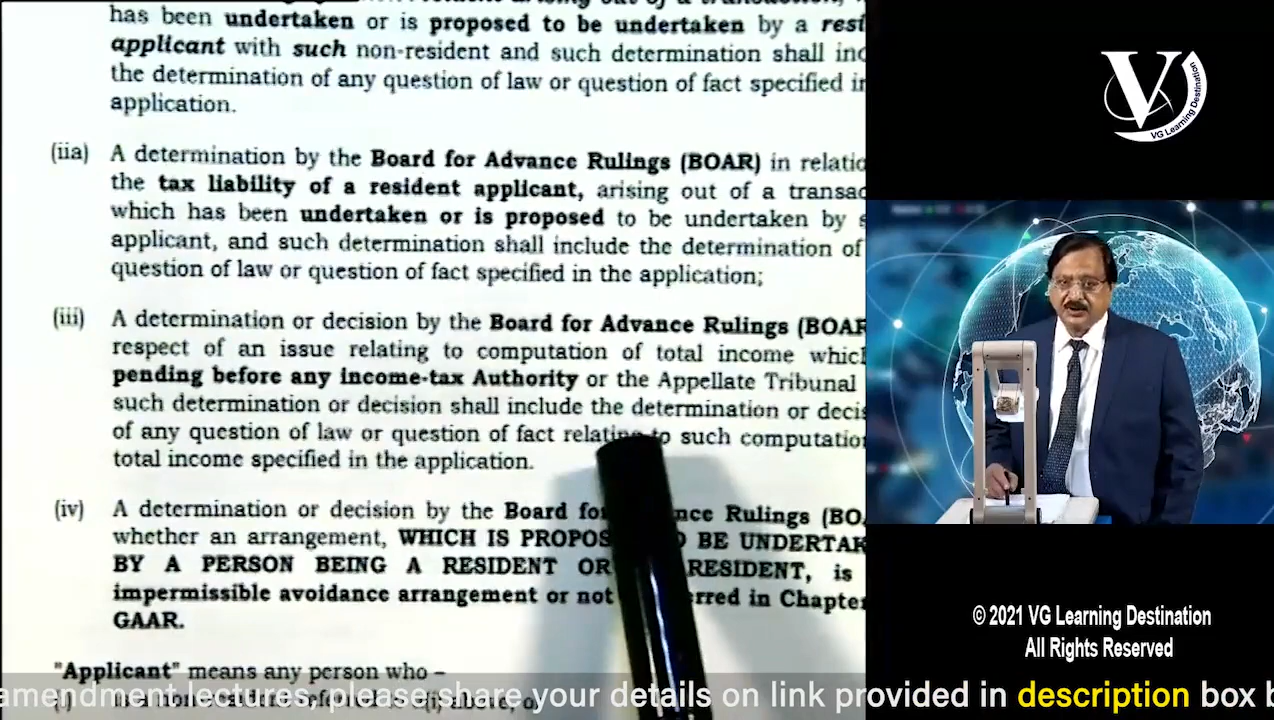 has been undertaken or is proposed to be undertaken by a resi
applicant with such non-resident and such determination shall inc
the determination of any question of law or question of fact specified in
application.
(iia) A determination by the Board for Advance Rulings (BOAR) in relatio
the tax liability of a resident applicant, arising out of a transac
which has been undertaken or is proposed to be undertaken by s
applicant, and such determination shall include the determination of
question of law or question of fact specified in the application;
(iii) A determination or decision by the Board for Advance Rulings (BOAR
respect of an issue relating to computation of total income whicl
pending before any income-tax Authority or the Appellate Tribunal
such determination or decision shall include the determination or decis
of any question of law or question of fact relating to such computation
total income specified in the application.
(iv) A determination or decision by the Board fo nce Rulings (BOA
whether an arrangement, WHICH IS PROPOS D BE UNDERTAK
BY A PERSON BEING A RESIDENT OR RESIDENT, is
impermissible avoidance arrangement or not rred in Chapter
GAAR.
"Applicant" means any person who –
(i) above, o
amendment lectures, please share your details on link provided in description box b
V
VG Learning Destination
© 2021 VG Learning Destination
All Rights Reserved